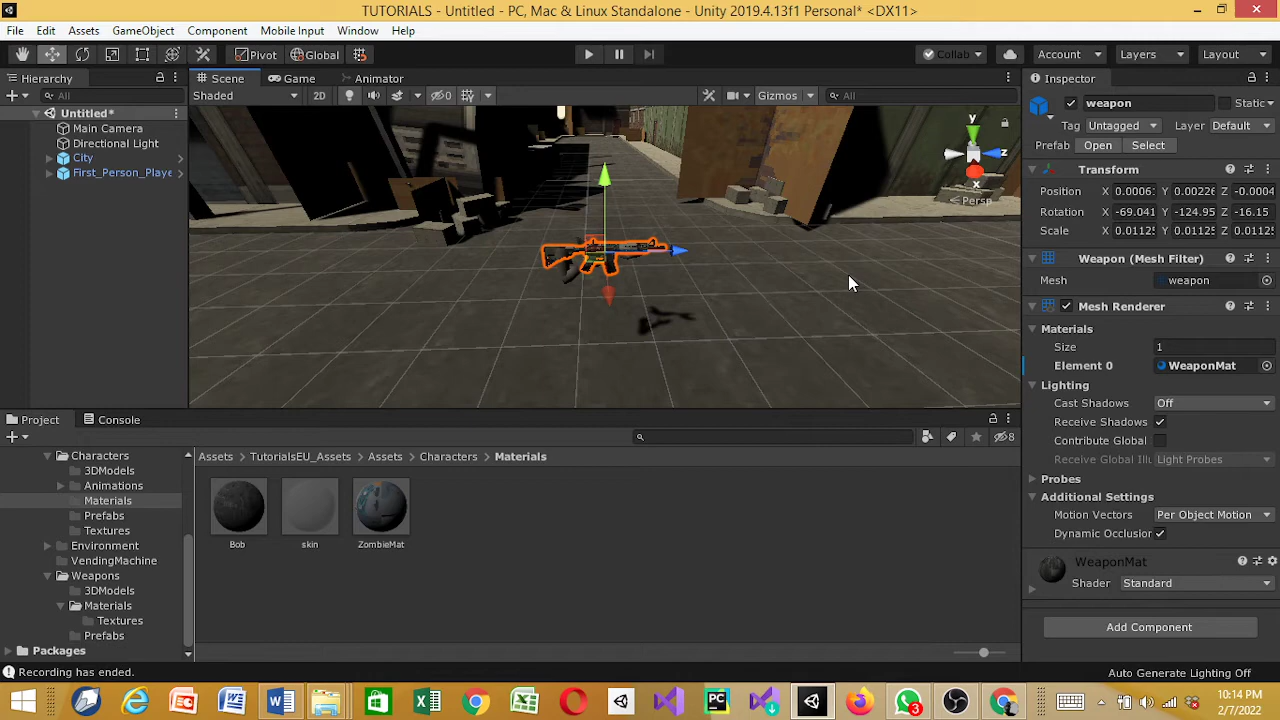 TUTORIALS - Untitled - PC, Mac & Linux Standalone - Unity 2019.4.13f1 Personal* <DX11>
File Edit Assets GameObject Component Mobile Input Window Help
Pivot Global Collab Account Layers Layout
Hierarchy Scene Game Animator Inspector
All Shaded 2D 0 Gizmos All weapon Static
Untitled* Tag Untagged Layer Default
Main Camera
Directional Light Prefab Open Select
City
First_Person_Playe
Transform
Position X 0.0006 Y 0.00226 Z -0.0004
Rotation X -69.041 Y -124.95 Z -16.15
Scale X 0.01125 Y 0.01125 Z 0.01125
y
z
x
Persp
Weapon (Mesh Filter)
Mesh weapon
Mesh Renderer
Materials
Size 1
Element 0 WeaponMat
Lighting
Cast Shadows Off
Receive Shadows
Contribute Global
Receive Global Illu Light Probes
Probes
Additional Settings
Motion Vectors Per Object Motion
Dynamic Occlusion
WeaponMat
Shader Standard
Add Component
Project Console
8
Characters
3DModels
Animations
Materials
Prefabs
Textures
Environment
VendingMachine
Weapons
3DModels
Materials
Textures
Prefabs
Packages
Assets TutorialsEU_Assets Assets Characters Materials
Bob skin ZombieMat
Recording has ended. Auto Generate Lighting Off
3
10:14 PM
2/7/2022